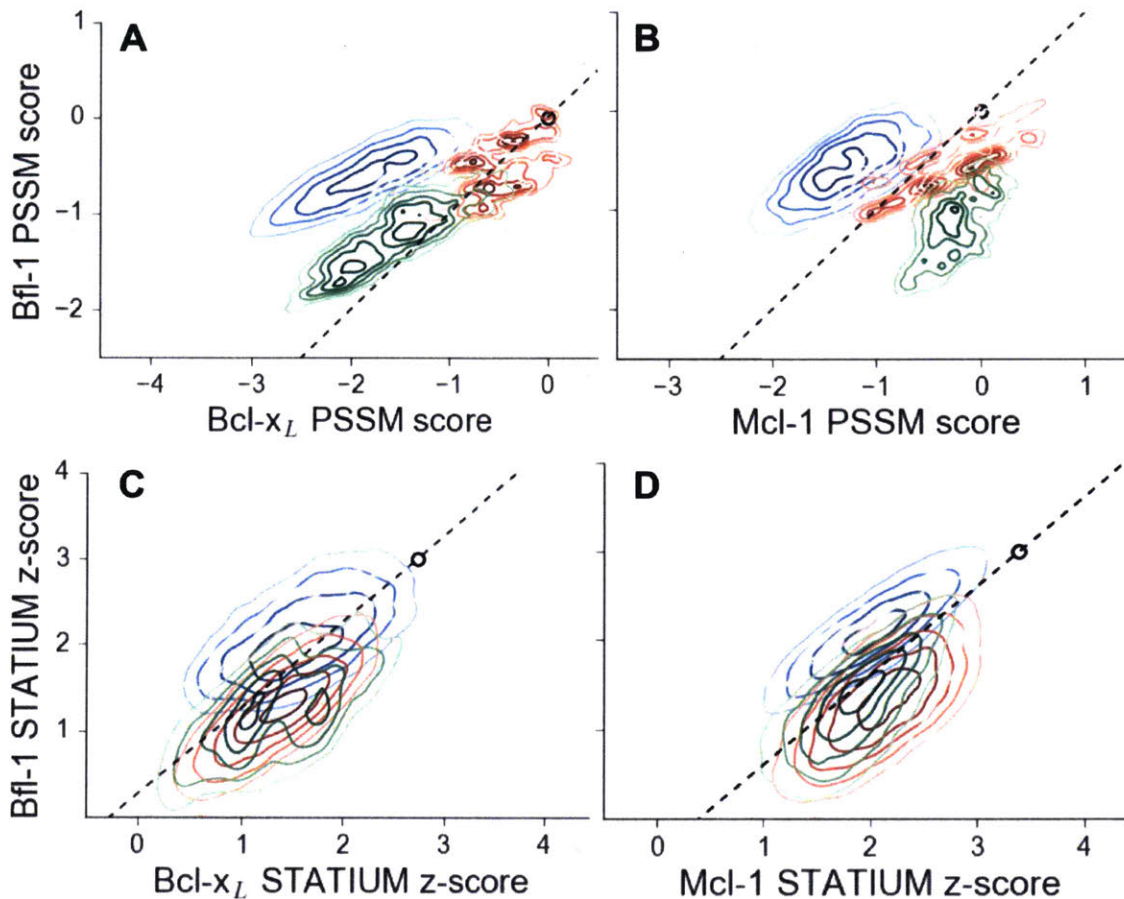 A
B
Bfl-1 PSSM score
1
0
−1
−2
−4
−3
−2
−1
0
−3
−2
−1
0
1
Bcl-x_L PSSM score
Mcl-1 PSSM score
C
D
Bfl-1 STATIUM z-score
4
3
2
1
0
1
2
3
4
0
1
2
3
4
Bcl-x_L STATIUM z-score
Mcl-1 STATIUM z-score